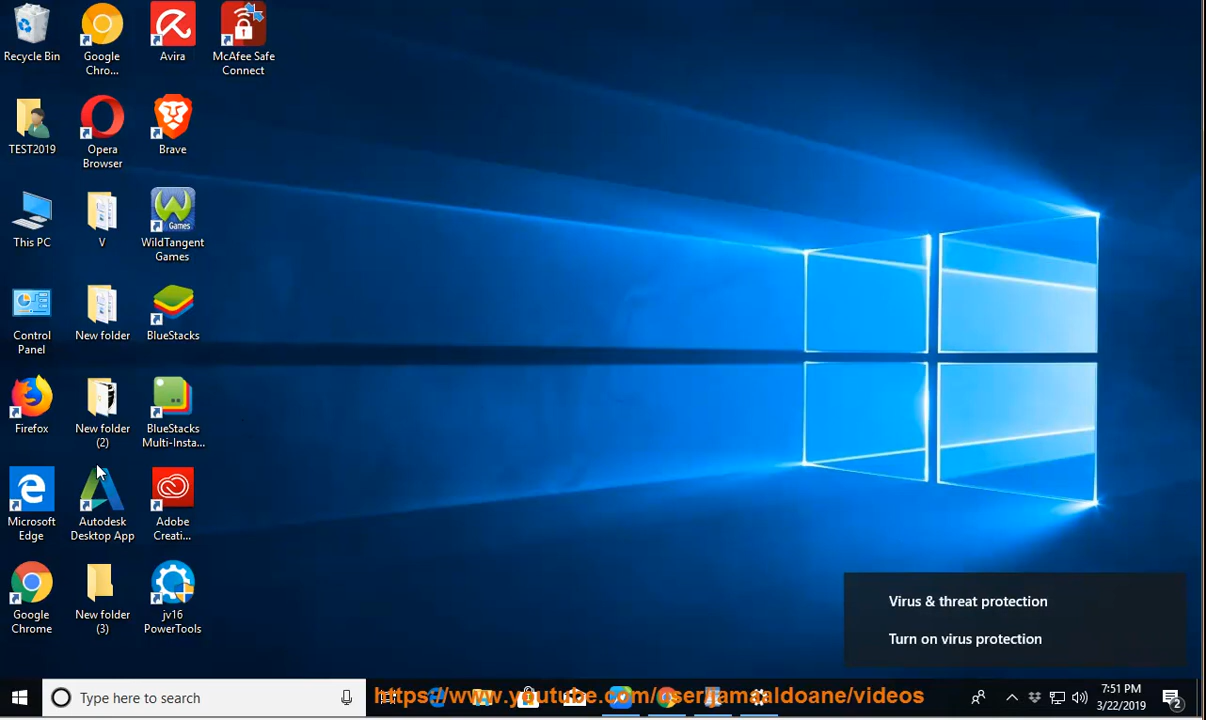 Recycle Bin
Google
Chro...
Avira
McAfee Safe
Connect
TEST2019
Opera
Browser
Brave
This PC
V
WildTangent
Games
Games
Control
Panel
New folder
BlueStacks
Firefox
New folder
(2)
BlueStacks
Multi-Insta...
Microsoft
Edge
Autodesk
Desktop App
Adobe
Creati...
Google
Chrome
New folder
(3)
jv16
PowerTools
Virus & threat protection
Turn on virus protection
Type here to search
7:51 PM
3/22/2019
2